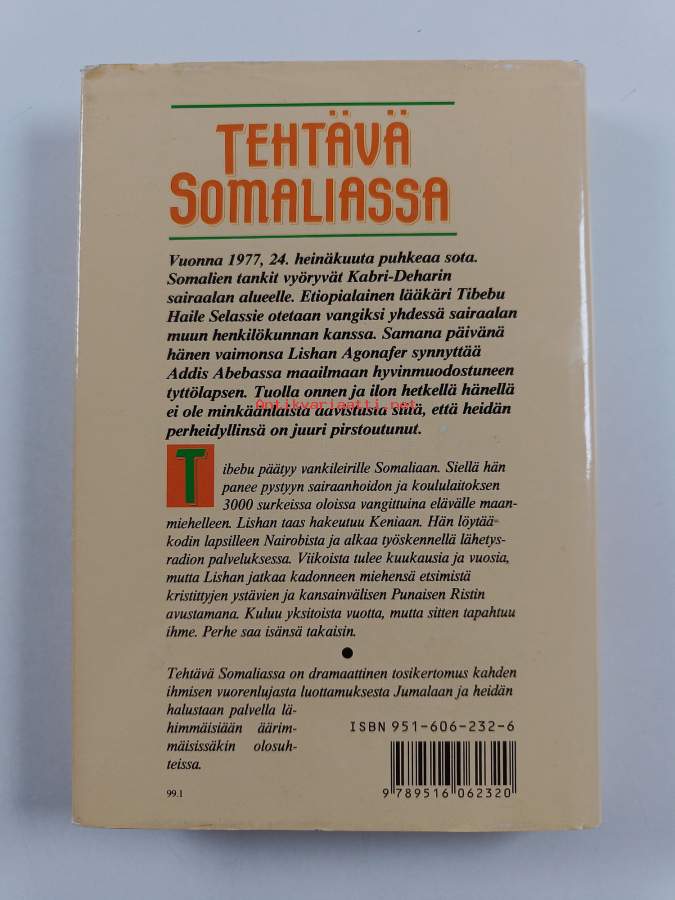 TEHTÄVÄ
SOMALIASSA
Vuonna 1977, 24. heinäkuuta puhkeaa sota.
Somalien tankit vyöryvät Kabri-Deharin
sairaalan alueelle. Etiopialainen lääkäri Tibebu
Haile Selassie otetaan vangiksi yhdessä sairaalan
muun henkilökunnan kanssa. Samana päivänä
hänen vaimonsa Lishan Agonafer synnyttää
Addis Abebassa maailmaan hyvinmuodostuneen
tyttölapsen. Tuolla onnen ja ilon hetkellä hänellä
ei ole minkäänlaista aavistusta siitä, että heidän
Antikvariaatti.net
perheidyllinsä on juuri pirstoutunut.
Tibebu päätyy vankileirille Somaliaan. Siellä hän
panee pystyyn sairaanhoidon ja koululaitoksen
3000 surkeissa oloissa vangittuina elävälle maan-
miehelleen. Lishan taas hakeutuu Keniaan. Hän löytää
kodin lapsilleen Nairobista ja alkaa työskennellä lähetys-
radion palveluksessa. Viikoista tulee kuukausia ja vuosia,
mutta Lishan jatkaa kadonneen miehensä etsimistä
kristittyjen ystävien ja kansainvälisen Punaisen Ristin
avustamana. Kuluu yksitoista vuotta, mutta sitten tapahtuu
ihme. Perhe saa isänsä takaisin.
Tehtävä Somaliassa on dramaattinen tosikertomus kahden
ihmisen vuorenlujasta luottamuksesta Jumalaan ja heidän
halustaan palvella lä-
himmäisiään äärim-
mäisissäkin olosuh-
teissa.
ISBN 951-606-232-6
9 789516 062320
99.1